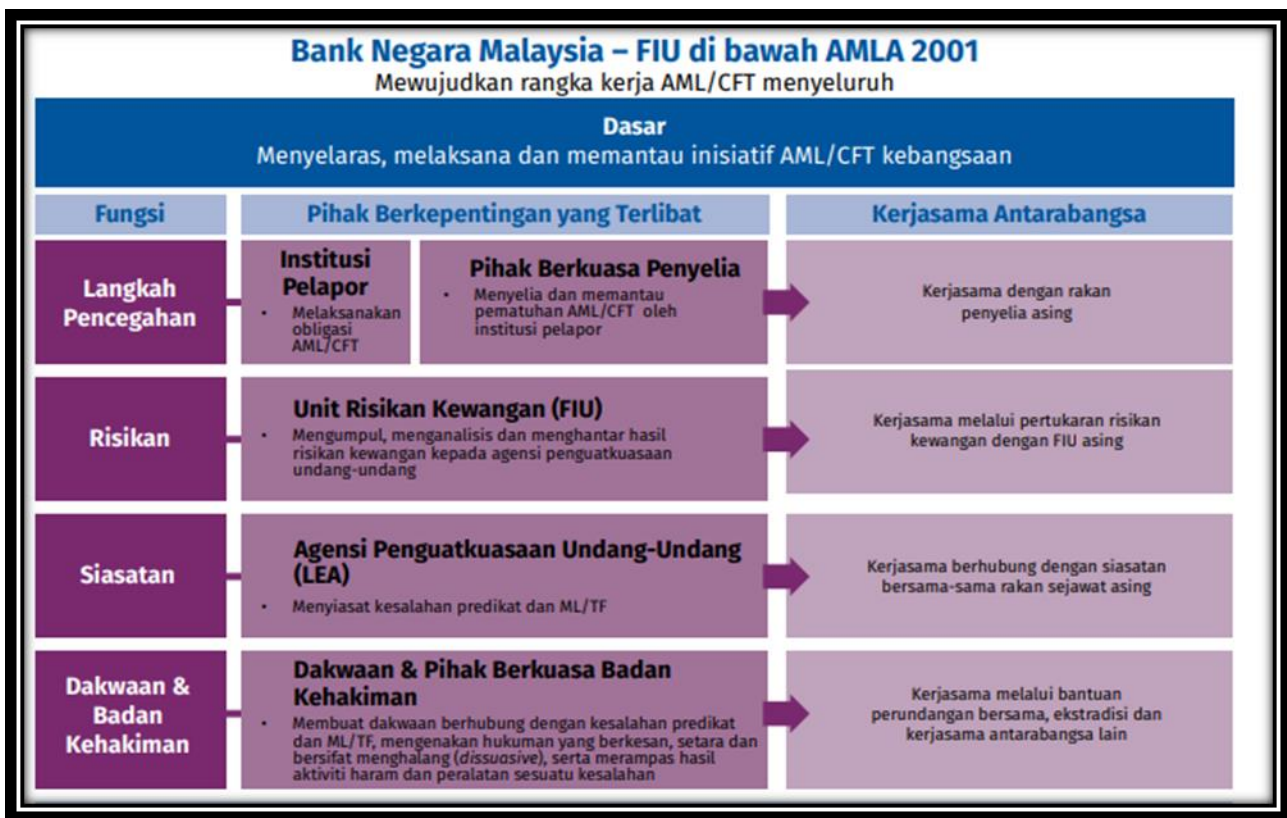 Bank Negara Malaysia – FIU di bawah AMLA 2001
Mewujudkan rangka kerja AML/CFT menyeluruh
Dasar
Menyelaras, melaksana dan memantau inisiatif AML/CFT kebangsaan
Fungsi
Pihak Berkepentingan yang Terlibat
Kerjasama Antarabangsa
Langkah
Pencegahan
Institusi
Pelapor
• Melaksanakan
obligasi
AML/CFT
Pihak Berkuasa Penyelia
• Menyelia dan memantau
pematuhan AML/CFT oleh
institusi pelapor
Kerjasama dengan rakan
penyelia asing
Risikan
Unit Risikan Kewangan (FIU)
• Mengumpul, menganalisis dan menghantar hasil
risikan kewangan kepada agensi penguatkuasaan
undang-undang
Kerjasama melalui pertukaran risikan
kewangan dengan FIU asing
Siasatan
Agensi Penguatkuasaan Undang-Undang
(LEA)
• Menyiasat kesalahan predikat dan ML/TF
Kerjasama berhubung dengan siasatan
bersama-sama rakan sejawat asing
Dakwaan &
Badan
Kehakiman
Dakwaan & Pihak Berkuasa Badan
Kehakiman
• Membuat dakwaan berhubung dengan kesalahan predikat
dan ML/TF, mengenakan hukuman yang berkesan, setara dan
bersifat menghalang (dissuasive), serta merampas hasil
aktiviti haram dan peralatan sesuatu kesalahan
Kerjasama melalui bantuan
perundangan bersama, ekstradisi dan
kerjasama antarabangsa lain